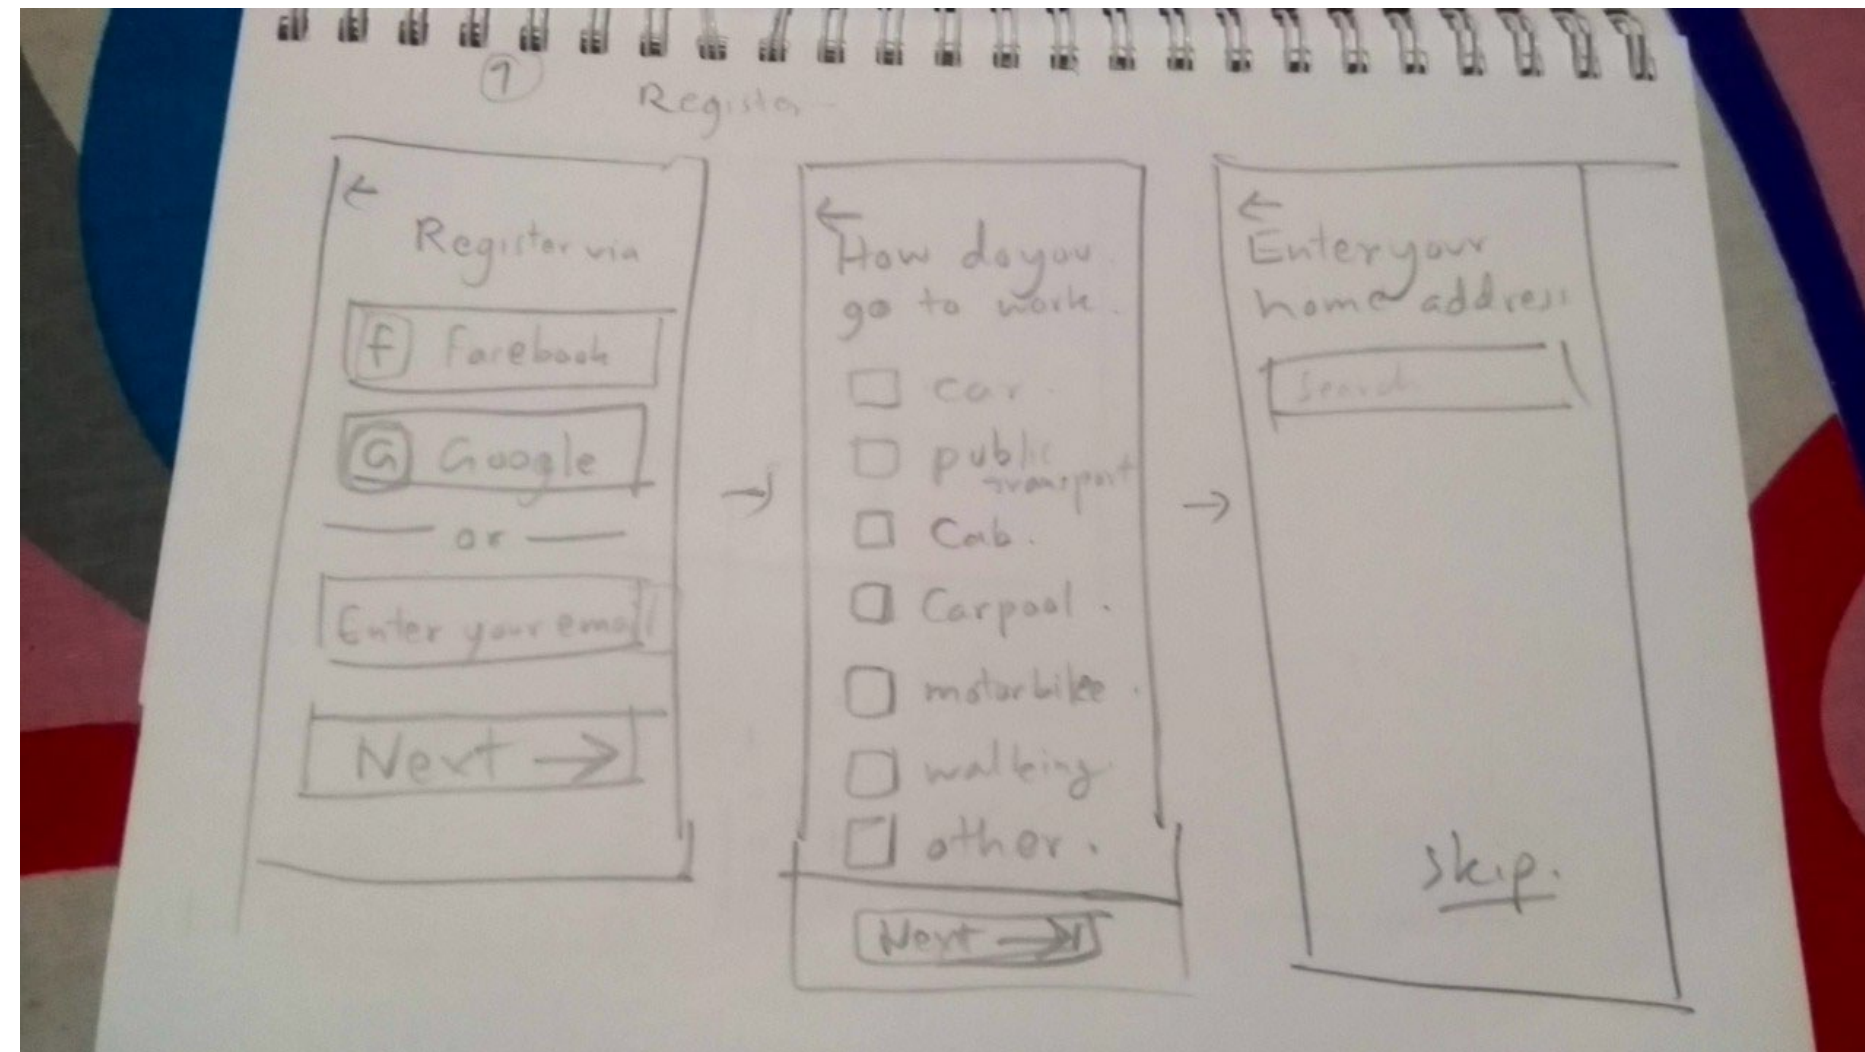 1
Register
←
Register via
f Facebook
G Google
or
Enter your email
Next →
→
←
How do you
go to work.
car.
public
transport
Cab.
Carpool.
motorbike.
walking.
other.
Next →
→
←
Enter your
home address
Search
skip.